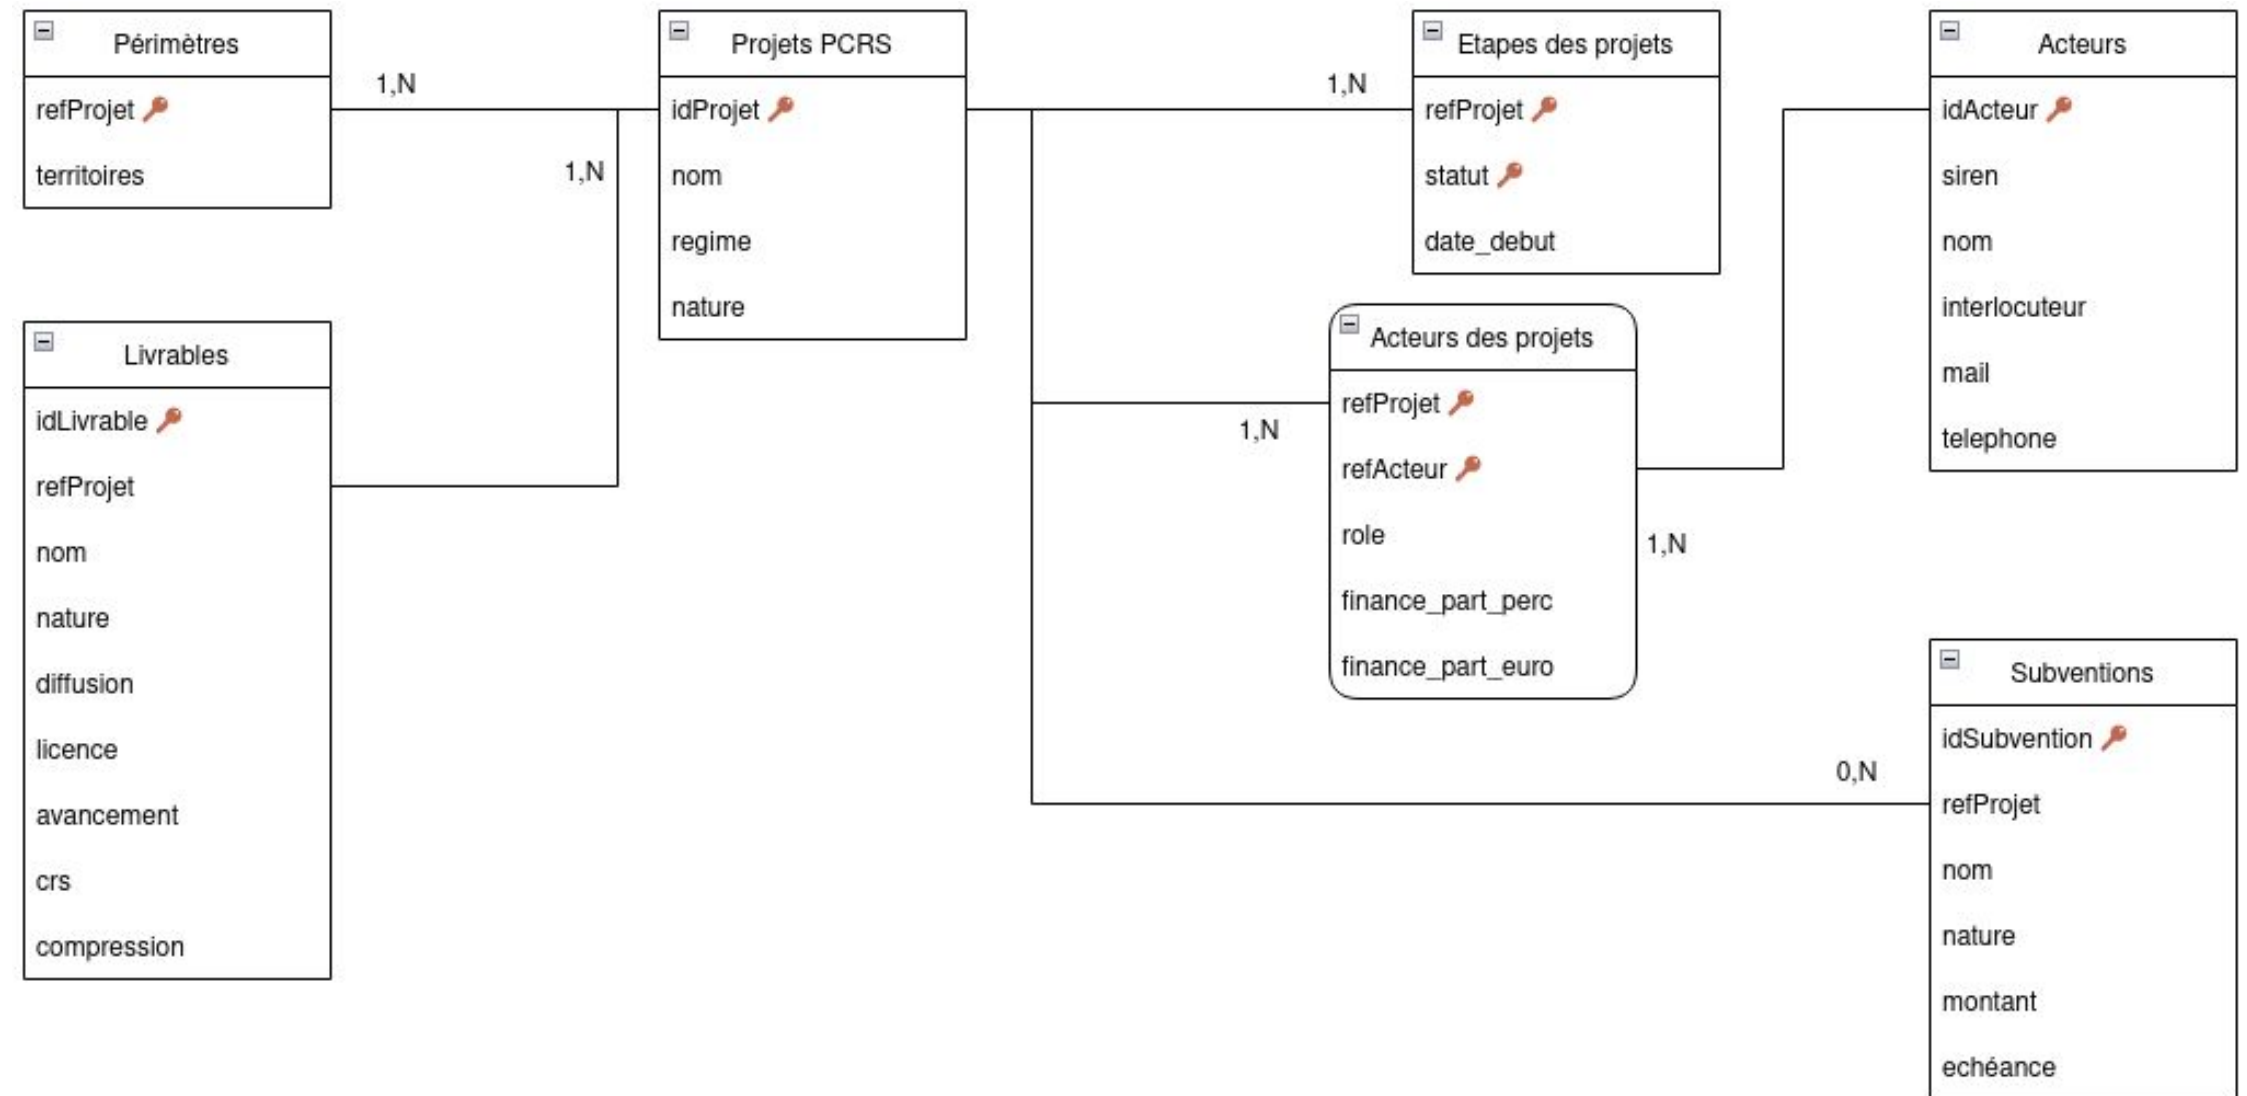 Périmètres
refProjet
territoires
1,N
1,N
Projets PCRS
idProjet
nom
regime
nature
1,N
Etapes des projets
refProjet
statut
date_debut
Acteurs
idActeur
siren
nom
interlocuteur
mail
telephone
Livrables
idLivrable
refProjet
nom
nature
diffusion
licence
avancement
crs
compression
Acteurs des projets
refProjet
refActeur
role
finance_part_perc
finance_part_euro
1,N
1,N
0,N
Subventions
idSubvention
refProjet
nom
nature
montant
echéance